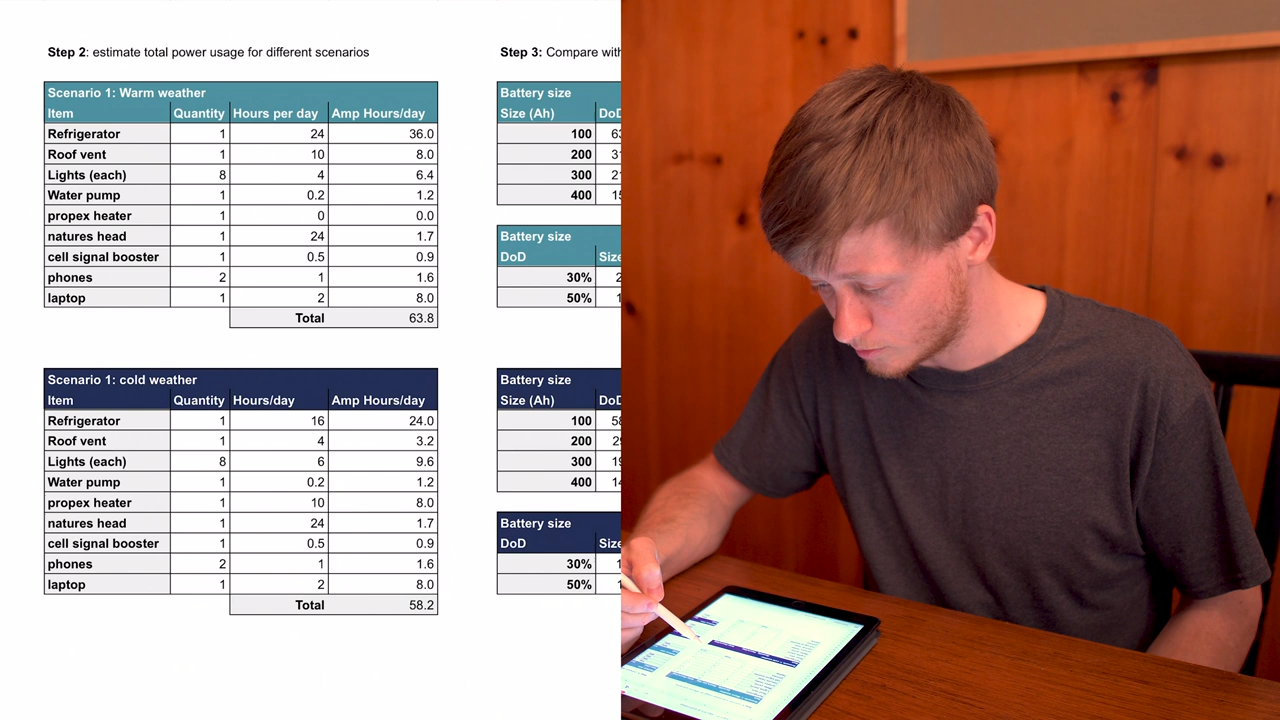 Step 2: estimate total power usage for different scenarios
Scenario 1: Warm weather
Item Quantity Hours per day Amp Hours/day
Refrigerator 1 24 36.0
Roof vent 1 10 8.0
Lights (each) 8 4 6.4
Water pump 1 0.2 1.2
propex heater 1 0 0.0
natures head 1 24 1.7
cell signal booster 1 0.5 0.9
phones 2 1 1.6
laptop 1 2 8.0
Total 63.8
Scenario 1: cold weather
Item Quantity Hours/day Amp Hours/day
Refrigerator 1 16 24.0
Roof vent 1 4 3.2
Lights (each) 8 6 9.6
Water pump 1 0.2 1.2
propex heater 1 10 8.0
natures head 1 24 1.7
cell signal booster 1 0.5 0.9
phones 2 1 1.6
laptop 1 2 8.0
Total 58.2
Step 3: Compare with
Battery size
Size (Ah) DoD
100
200
300
400
Battery size
DoD Size
30%
50%
Battery size
Size (Ah) DoD
100
200
300
400
Battery size
DoD Size
30%
50%